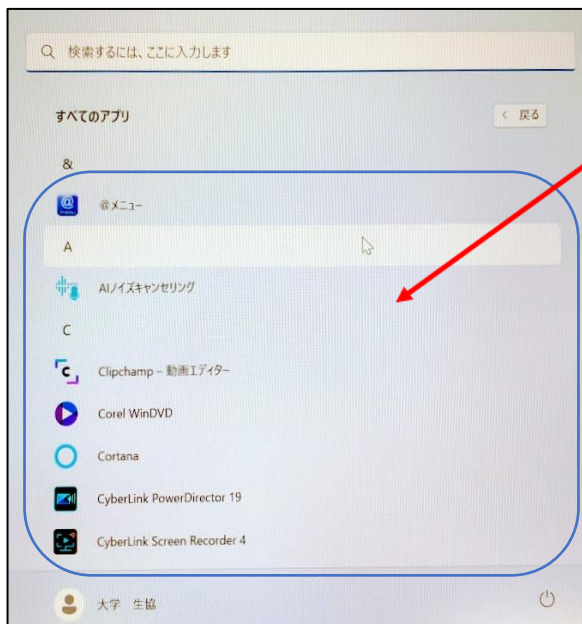 検索するには、ここに入力します
すべてのアプリ
< 戻る
&
@メニュー
A
AIノイズキャンセリング
C
Clipchamp – 動画エディター
Corel WinDVD
Cortana
CyberLink PowerDirector 19
CyberLink Screen Recorder 4
大学 生協